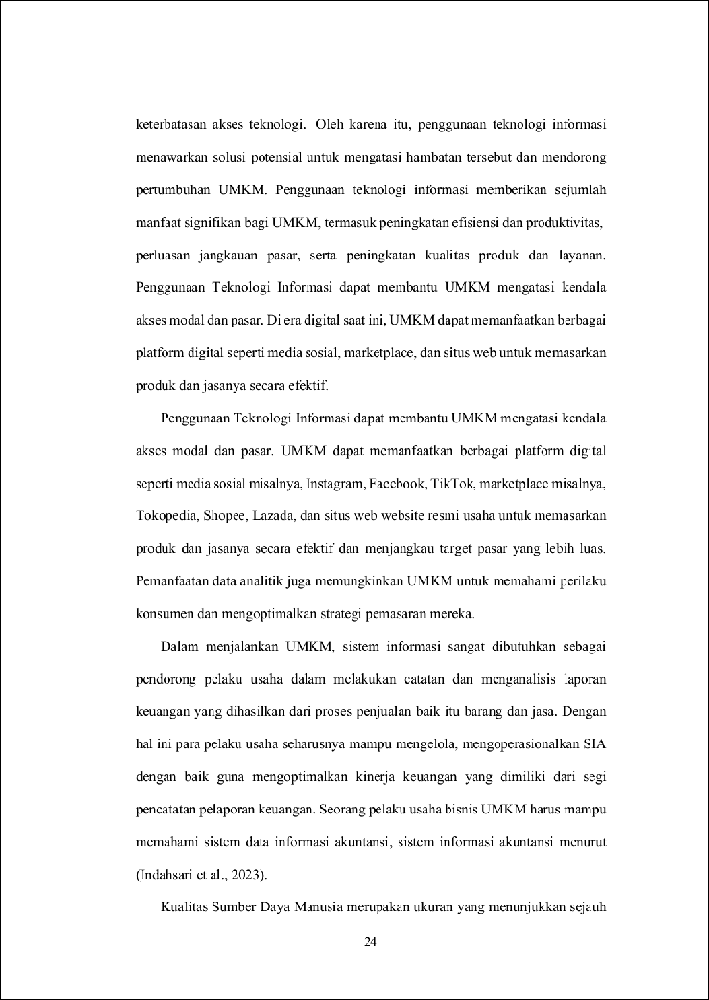 keterbatasan akses teknologi. Oleh karena itu, penggunaan teknologi informasi
menawarkan solusi potensial untuk mengatasi hambatan tersebut dan mendorong
pertumbuhan UMKM. Penggunaan teknologi informasi memberikan sejumlah
manfaat signifikan bagi UMKM, termasuk peningkatan efisiensi dan produktivitas,
perluasan jangkauan pasar, serta peningkatan kualitas produk dan layanan.
Penggunaan Teknologi Informasi dapat membantu UMKM mengatasi kendala
akses modal dan pasar. Di era digital saat ini, UMKM dapat memanfaatkan berbagai
platform digital seperti media sosial, marketplace, dan situs web untuk memasarkan
produk dan jasanya secara efektif.
Penggunaan Teknologi Informasi dapat membantu UMKM mengatasi kendala
akses modal dan pasar. UMKM dapat memanfaatkan berbagai platform digital
seperti media sosial misalnya, Instagram, Facebook, TikTok, marketplace misalnya,
Tokopedia, Shopee, Lazada, dan situs web website resmi usaha untuk memasarkan
produk dan jasanya secara efektif dan menjangkau target pasar yang lebih luas.
Pemanfaatan data analitik juga memungkinkan UMKM untuk memahami perilaku
konsumen dan mengoptimalkan strategi pemasaran mereka.
Dalam menjalankan UMKM, sistem informasi sangat dibutuhkan sebagai
pendorong pelaku usaha dalam melakukan catatan dan menganalisis laporan
keuangan yang dihasilkan dari proses penjualan baik itu barang dan jasa. Dengan
hal ini para pelaku usaha seharusnya mampu mengelola, mengoperasionalkan SIA
dengan baik guna mengoptimalkan kinerja keuangan yang dimiliki dari segi
pencatatan pelaporan keuangan. Seorang pelaku usaha bisnis UMKM harus mampu
memahami sistem data informasi akuntansi, sistem informasi akuntansi menurut
(Indahsari et al., 2023).
Kualitas Sumber Daya Manusia merupakan ukuran yang menunjukkan sejauh
24